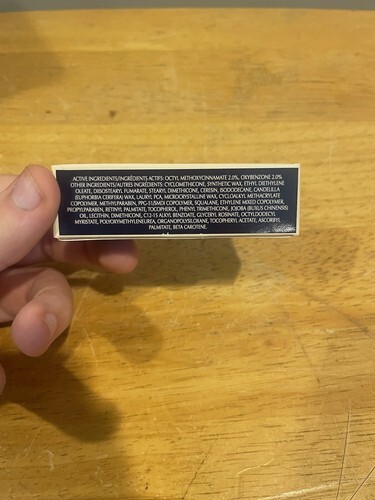 ACTIVE INGREDIENTS/INGRÉDIENTS ACTIFS: OCTYL METHOXYCINNAMATE 2.0%, OXYBENZONE 2.0%
OTHER INGREDIENTS/AUTRES INGRÉDIENTS: CYCLOMETHICONE, SYNTHETIC WAX, ETHYL DIETHYLENE
OLEATE, DIISOSTEARYL FUMARATE, STEARYL DIMETHICONE, CERESIN, ISODODECANE, CANDELILLA
(EUPHORBIA CERIFERA) WAX, LAURYL PCA, MICROCRYSTALLINE WAX, CYCLOALKYL METHACRYLATE
COPOLYMER, METHYLPARABEN, PPG-51/SMDI COPOLYMER, SQUALANE, ETHYLENE MIXED COPOLYMER,
PROPYLPARABEN, RETINYL PALMITATE, TOCOPHEROL, PHENYL TRIMETHICONE, JOJOBA (BUXUS CHINENSIS)
OIL, LECITHIN, DIMETHICONE, C12-15 ALKYL BENZOATE, GLYCERYL ROSINATE, OCTYLDODECYL
MYRISTATE, POLYOXYMETHYLENEUREA, ORGANOPOLYSILOXANE, TOCOPHERYL ACETATE, ASCORBYL
PALMITATE, BETA CAROTENE.